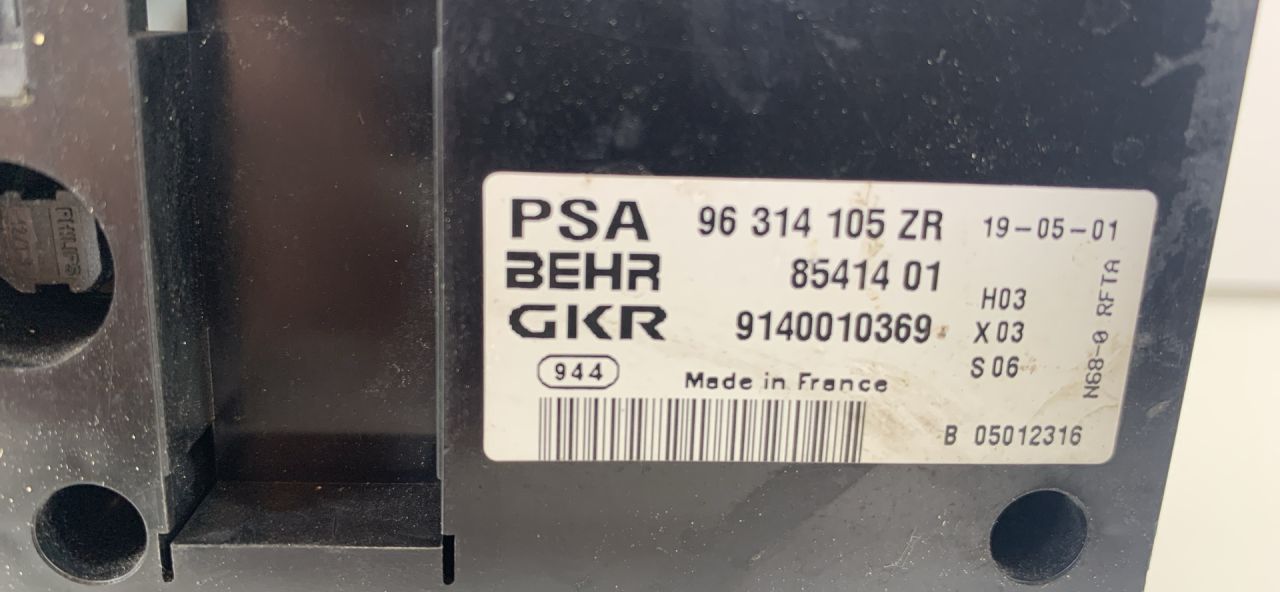 PSA 96 314 105 ZR 19-05-01
BEHR 85414 01
H03
GKR 9140010369 X03
S06
944 Made in France
B 05012316
N68-0 RFTA